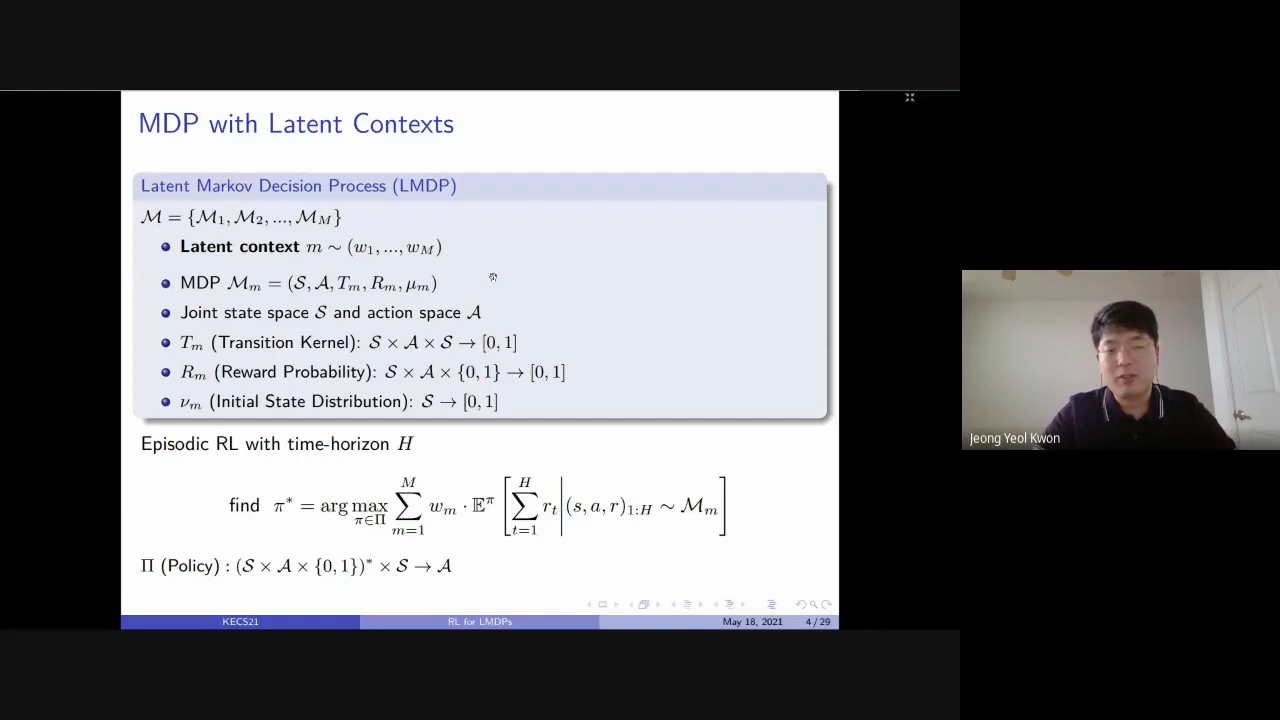 MDP with Latent Contexts
Latent Markov Decision Process (LMDP)
ℳ = {ℳ₁, ℳ₂, ..., ℳ_M}
Latent context m ∼ (w₁, ..., w_M)
MDP ℳ_m = (𝒮, 𝒜, T_m, R_m, μ_m)
Joint state space 𝒮 and action space 𝒜
T_m (Transition Kernel): 𝒮 × 𝒜 × 𝒮 → [0, 1]
R_m (Reward Probability): 𝒮 × 𝒜 × {0, 1} → [0, 1]
ν_m (Initial State Distribution): 𝒮 → [0, 1]
Episodic RL with time-horizon H
find π* = arg max_{π∈Π} ∑_{m=1}^{M} w_m · 𝔼^π [ ∑_{t=1}^{H} r_t | (s, a, r)_{1:H} ∼ ℳ_m ]
Π (Policy) : (𝒮 × 𝒜 × {0, 1})* × 𝒮 → 𝒜
KECS21 RL for LMDPs May 18, 2021 4 / 29
Jeong Yeol Kwon